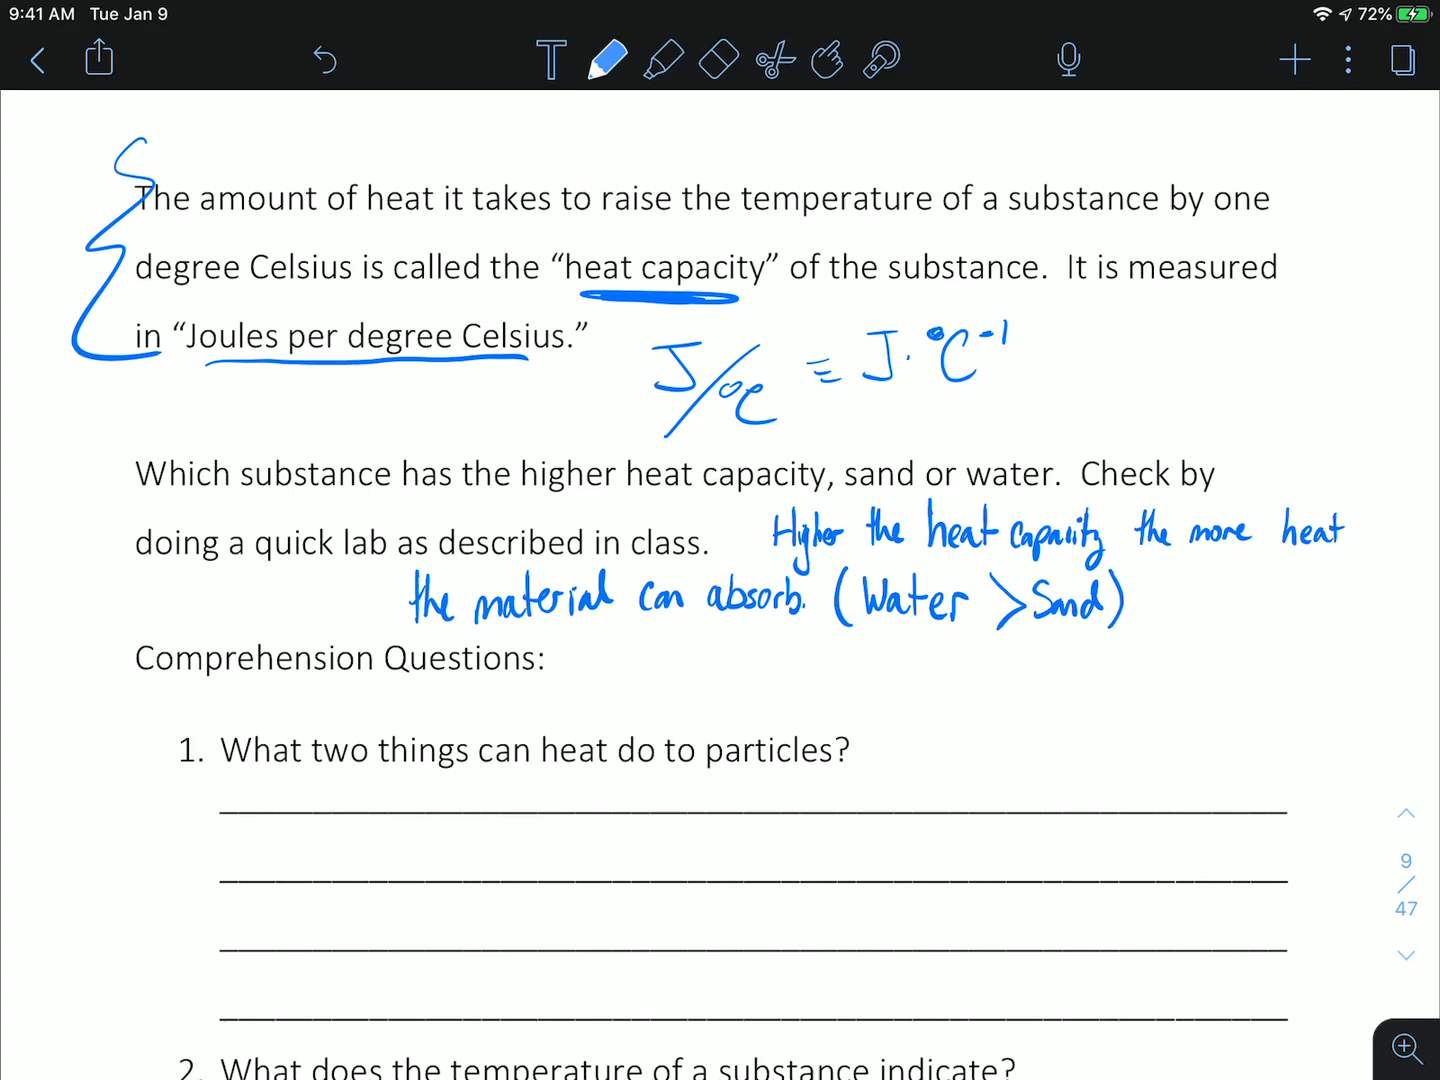 9:41 AM Tue Jan 9
72%
The amount of heat it takes to raise the temperature of a substance by one
degree Celsius is called the “heat capacity” of the substance. It is measured
in “Joules per degree Celsius.”
J/°C ≡ J·°C⁻¹
Which substance has the higher heat capacity, sand or water. Check by
doing a quick lab as described in class.
Higher the heat capacity the more heat
the material can absorb. (Water > Sand)
Comprehension Questions:
1. What two things can heat do to particles?
9
/
47
2. What does the temperature of a substance indicate?